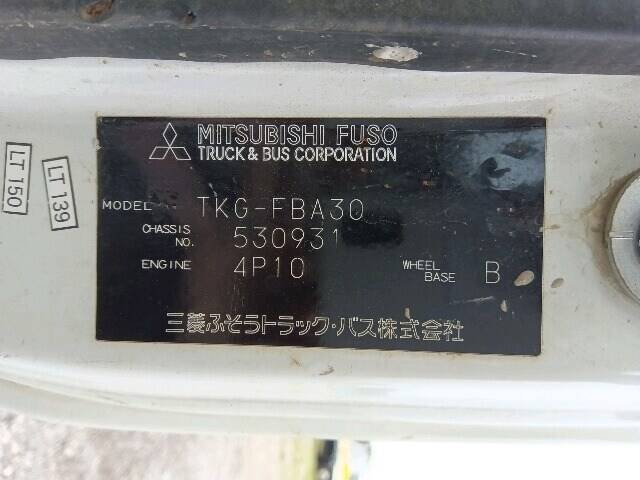 MITSUBISHI FUSO
TRUCK & BUS CORPORATION
MODEL TKG-FBA30
CHASSIS NO. 530931
ENGINE 4P10 WHEEL BASE B
三菱ふそうトラック・バス株式会社
LT 150
LT 139